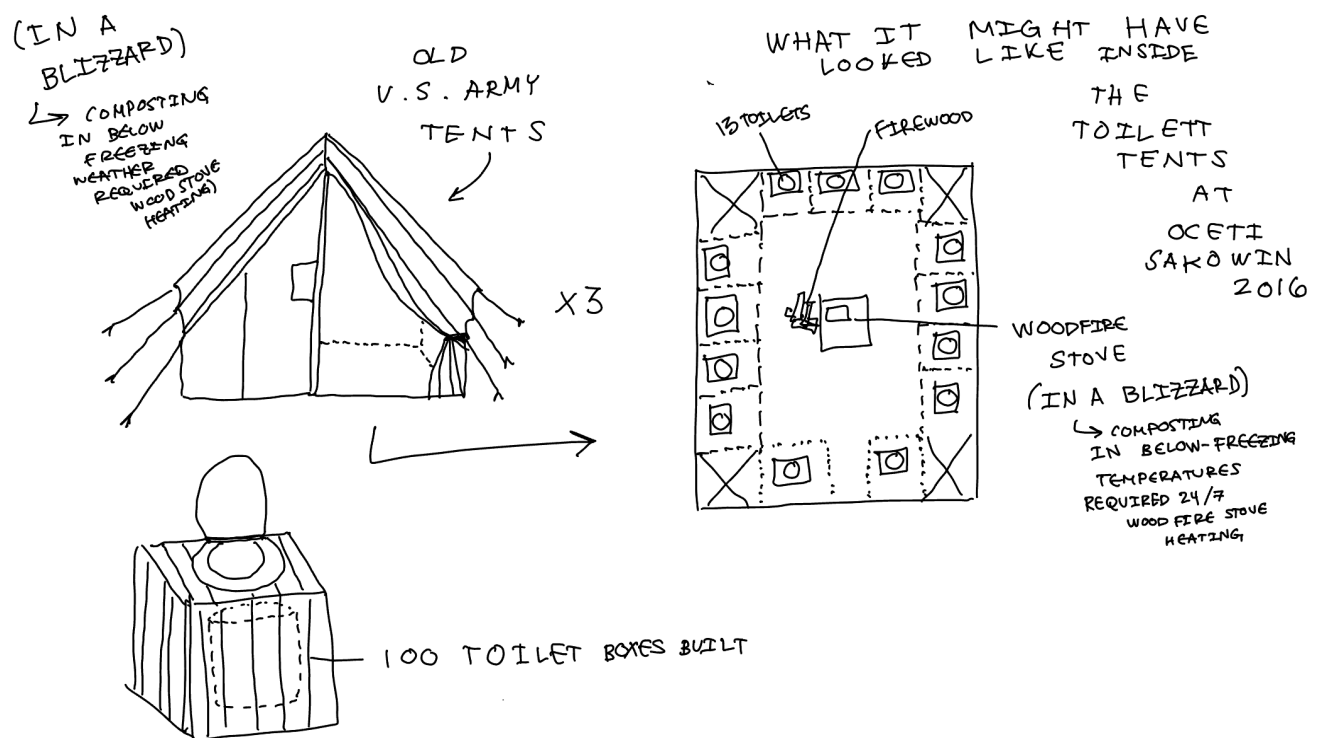 (IN A
BLIZZARD)
COMPOSTING
IN BELOW
FREEZING
WEATHER
REQUIRED
WOOD STOVE
HEATING)
OLD
U.S. ARMY
TENTS
X3
100 TOILET BOXES BUILT
WHAT IT MIGHT HAVE
LOOKED LIKE INSIDE
THE
TOILETT
TENTS
AT
OCETI
SAKOWIN
2016
13 TOILETS
FIREWOOD
WOODFIRE
STOVE
(IN A BLIZZARD)
COMPOSTING
IN BELOW-FREEZING
TEMPERATURES
REQUIRED 24/7
WOOD FIRE STOVE
HEATING